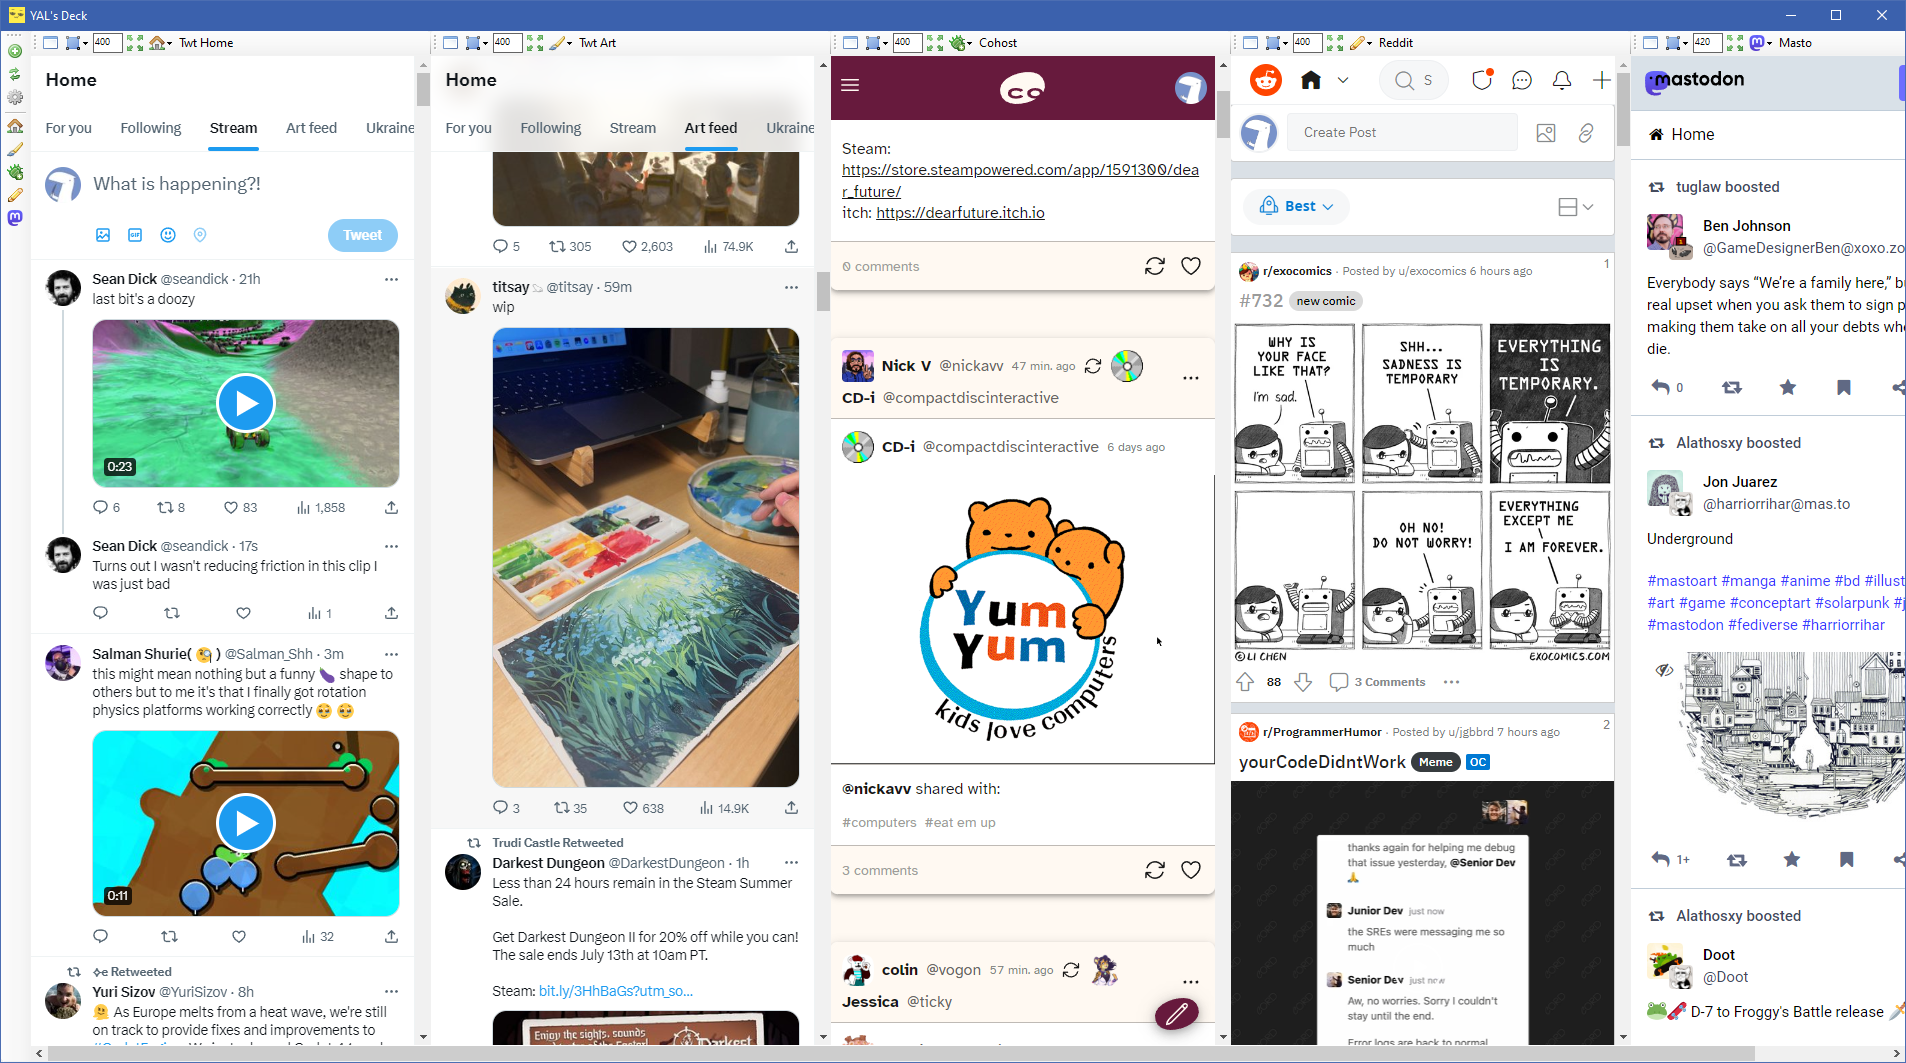 YAL's Deck
400
Twt Home
400
Twt Art
400
Cohost
400
Reddit
420
Masto
Home
For you
Following
Stream
Art feed
Ukraine
What is happening?!
Tweet
Sean Dick @seandick · 21h
last bit's a doozy
0:23
6
8
83
1,858
Sean Dick @seandick · 17s
Turns out I wasn't reducing friction in this clip I
was just bad
1
Salman Shurie( 🧐 ) @Salman_Shh · 3m
this might mean nothing but a funny 🍆 shape to
others but to me it's that I finally got rotation
physics platforms working correctly 🥹 🥹
0:11
32
Retweeted
Yuri Sizov @YuriSizov · 8h
🫠 As Europe melts from a heat wave, we're still
on track to provide fixes and improvements to
Home
For you
Following
Stream
Art feed
Ukraine
5
305
2,603
74.9K
titsay @titsay · 59m
wip
3
35
638
14.9K
Trudi Castle Retweeted
Darkest Dungeon @DarkestDungeon · 1h
Less than 24 hours remain in the Steam Summer
Sale.
Get Darkest Dungeon II for 20% off while you can!
The sale ends July 13th at 10am PT.
Steam: bit.ly/3HhBaGs?utm_so...
Enjoy the sights, sounds
Darkest
co
Steam:
https://store.steampowered.com/app/1591300/dea
r_future/
itch: https://dearfuture.itch.io
0 comments
Nick V @nickavv 47 min. ago
CD-i @compactdiscinteractive
CD-i @compactdiscinteractive 6 days ago
Yum
Yum
kids love computers
@nickavv shared with:
#computers #eat em up
3 comments
colin @vogon 57 min. ago
Jessica @ticky
S
Create Post
Best
r/exocomics · Posted by u/exocomics 6 hours ago
1
#732 new comic
WHY IS
YOUR FACE
LIKE THAT?
I'm sad.
SHH...
SADNESS IS
TEMPORARY
EVERYTHING
IS
TEMPORARY.
OH NO!
DO NOT WORRY!
EVERYTHING
EXCEPT ME
I AM FOREVER.
©LI CHEN
EXOCOMICS.COM
88
3 Comments
r/ProgrammerHumor · Posted by u/jgbbrd 7 hours ago
2
yourCodeDidntWork Meme OC
thanks again for helping me debug
that issue yesterday, @Senior Dev
🙏
Junior Dev just now
the SREs were messaging me so
much
Senior Dev just now
Aw, no worries. Sorry I couldn't
stay until the end.
Error logs are back to normal
mastodon
Home
tuglaw boosted
Ben Johnson
@GameDesignerBen@xoxo.zo
Everybody says “We're a family here,” b
real upset when you ask them to sign p
making them take on all your debts wh
die.
0
Alathosxy boosted
Jon Juarez
@harriorrihar@mas.to
Underground
#mastoart #manga #anime #bd #illust
#art #game #conceptart #solarpunk #j
#mastodon #fediverse #harriorrihar
1+
Alathosxy boosted
Doot
@Doot
🐸🛹 D-7 to Froggy's Battle release